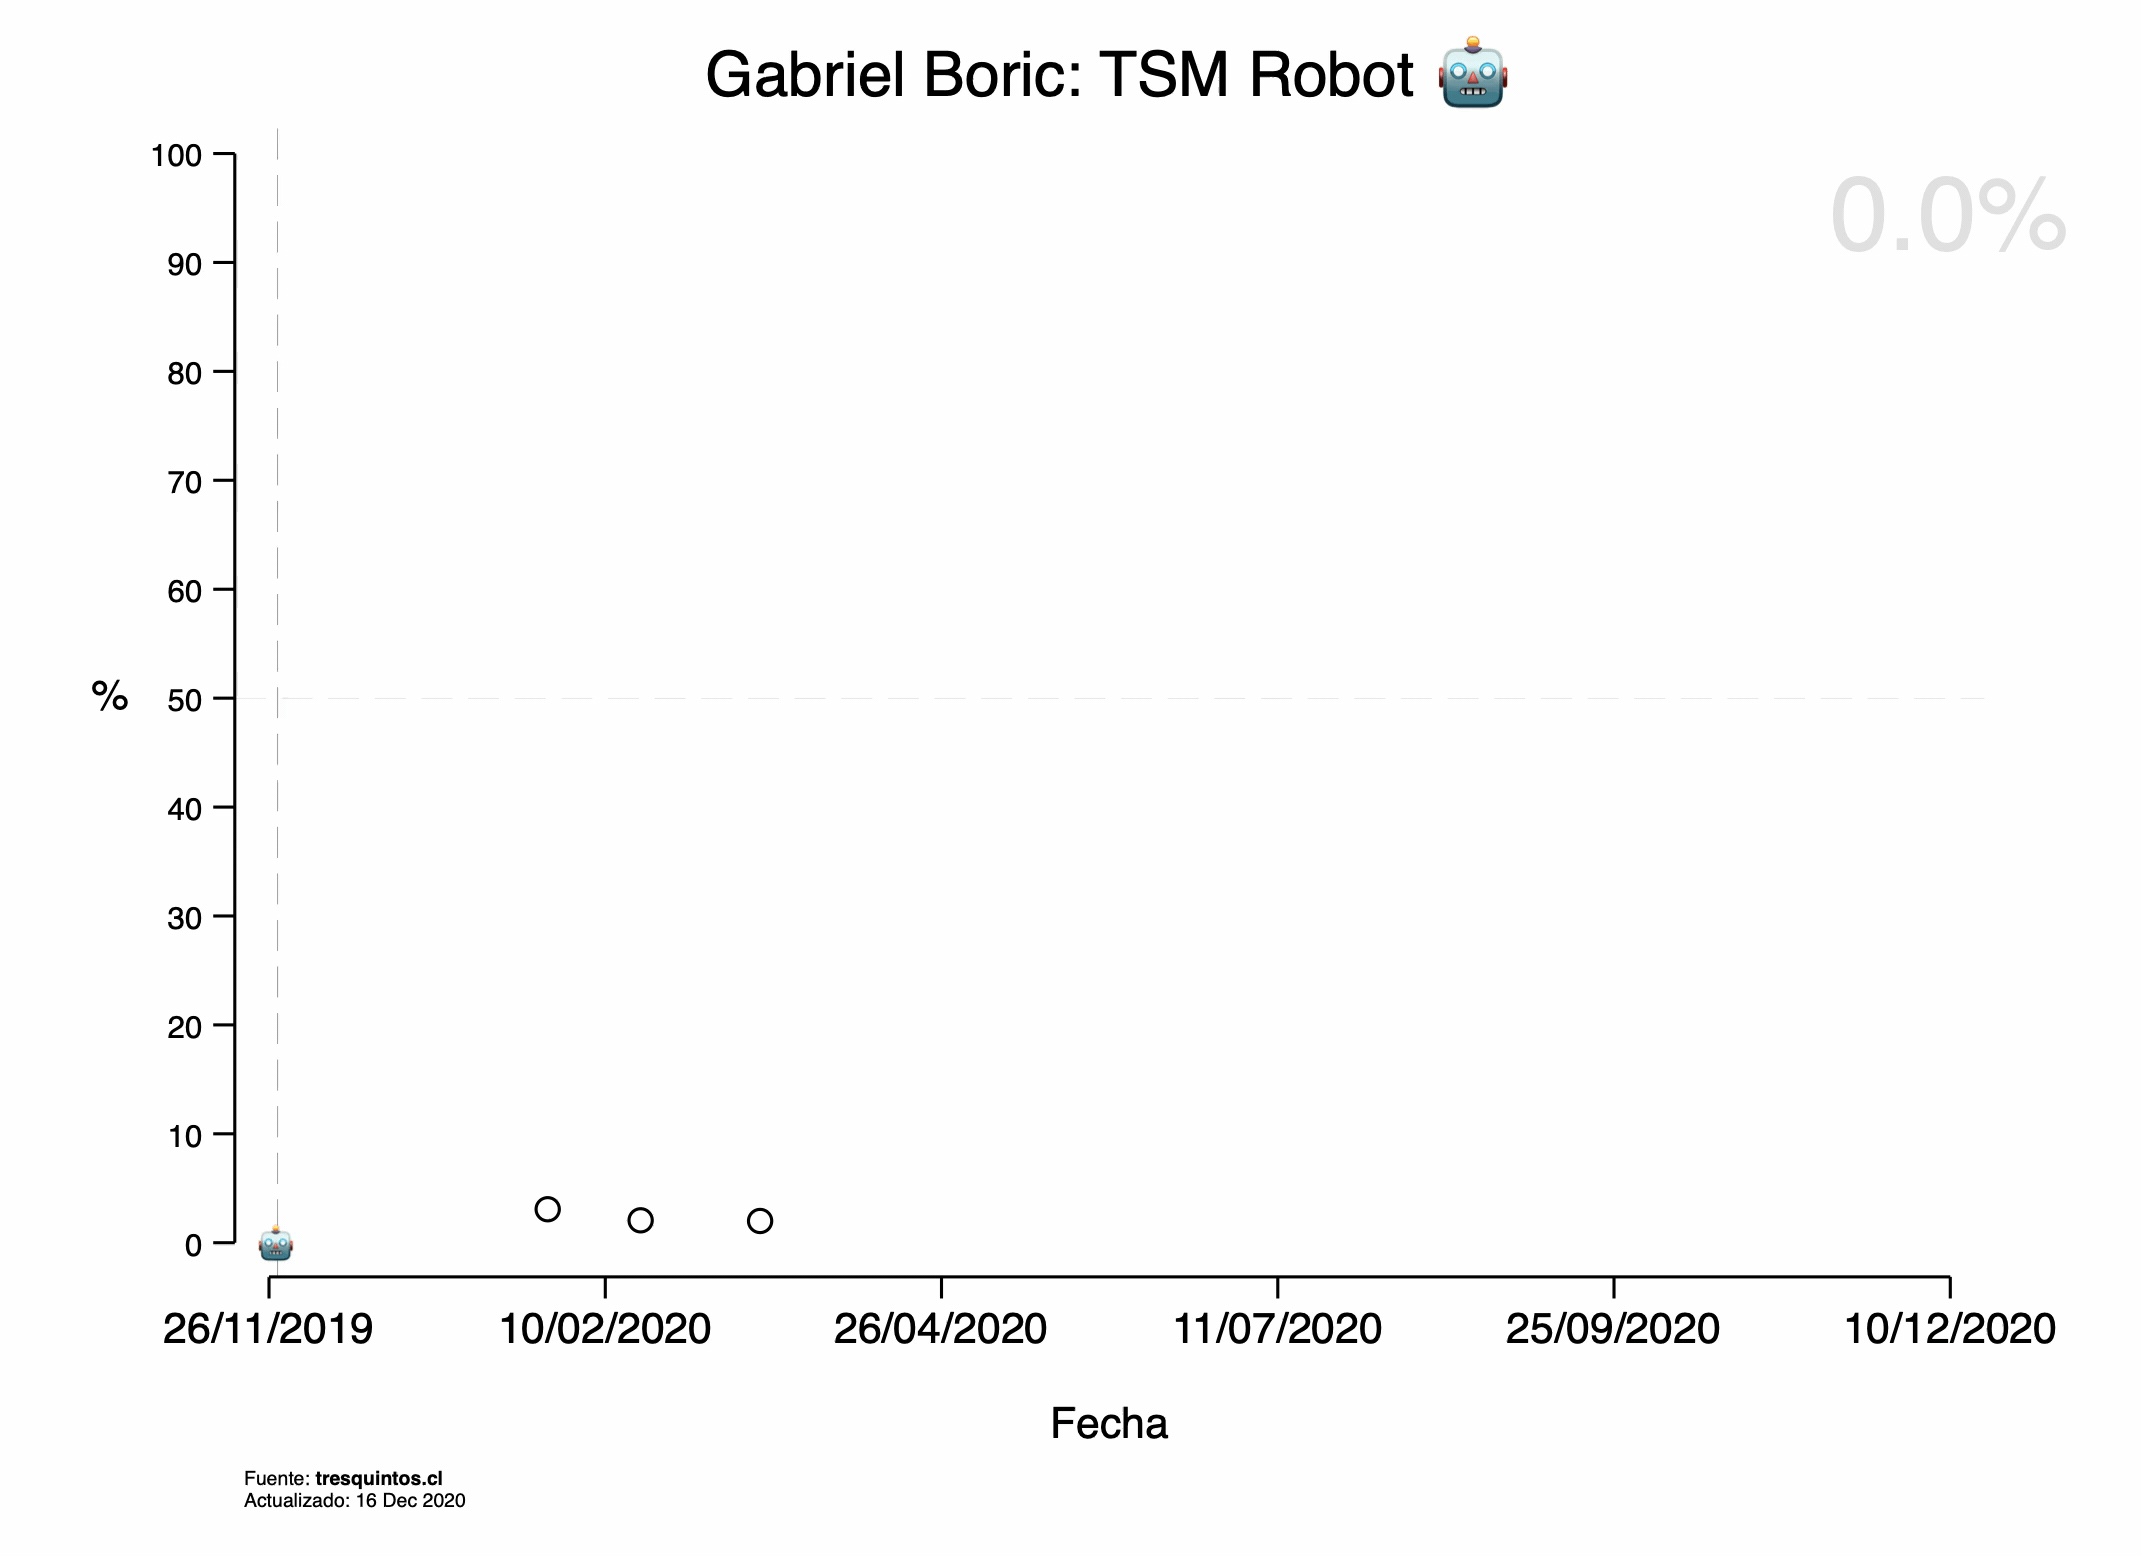 Gabriel Boric: TSM Robot 🤖
0.0%
100
90
80
70
60
% 50
40
30
20
10
0
26/11/2019 10/02/2020 26/04/2020 11/07/2020 25/09/2020 10/12/2020
Fecha
Fuente: tresquintos.cl
Actualizado: 16 Dec 2020